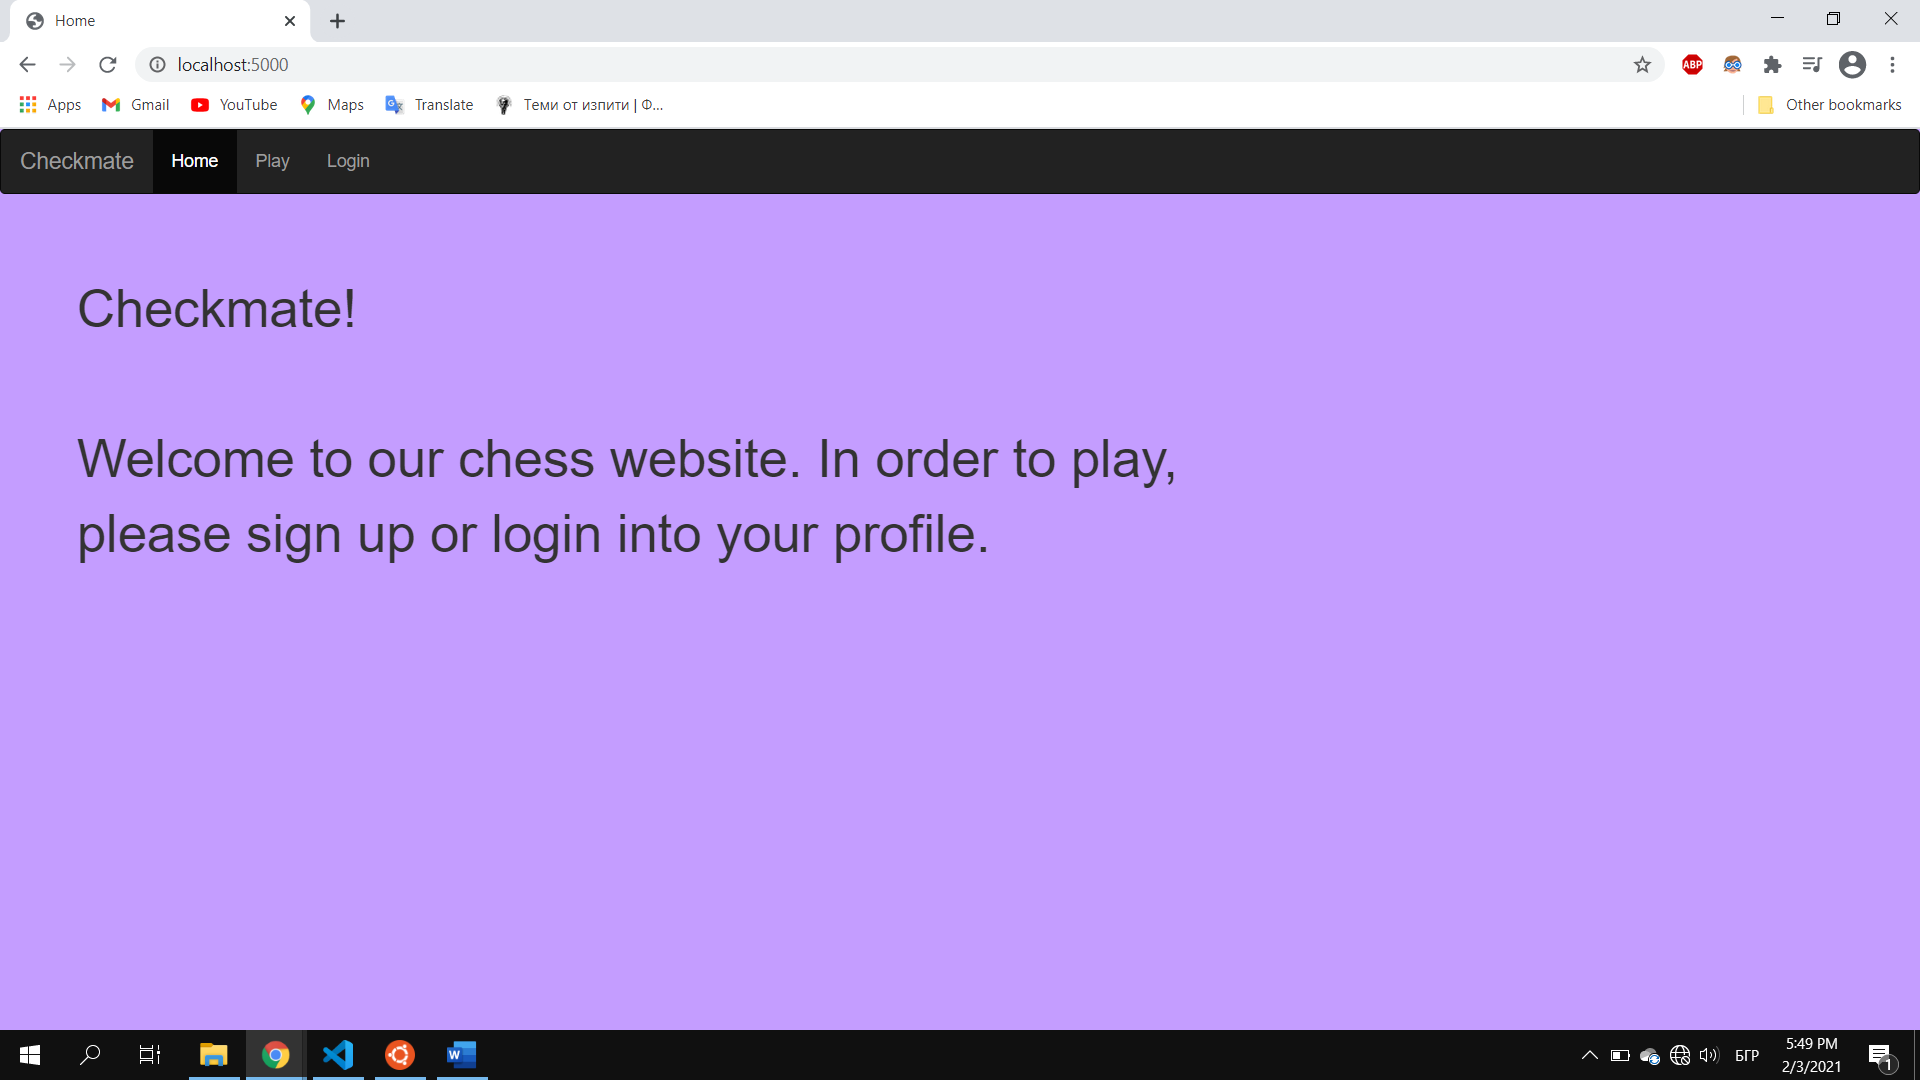 Home
localhost:5000
ABP
Apps Gmail YouTube Maps Translate Теми от изпити | Ф... Other bookmarks
Checkmate Home Play Login
Checkmate!
Welcome to our chess website. In order to play,
please sign up or login into your profile.
W
БГР
5:49 PM
2/3/2021
1